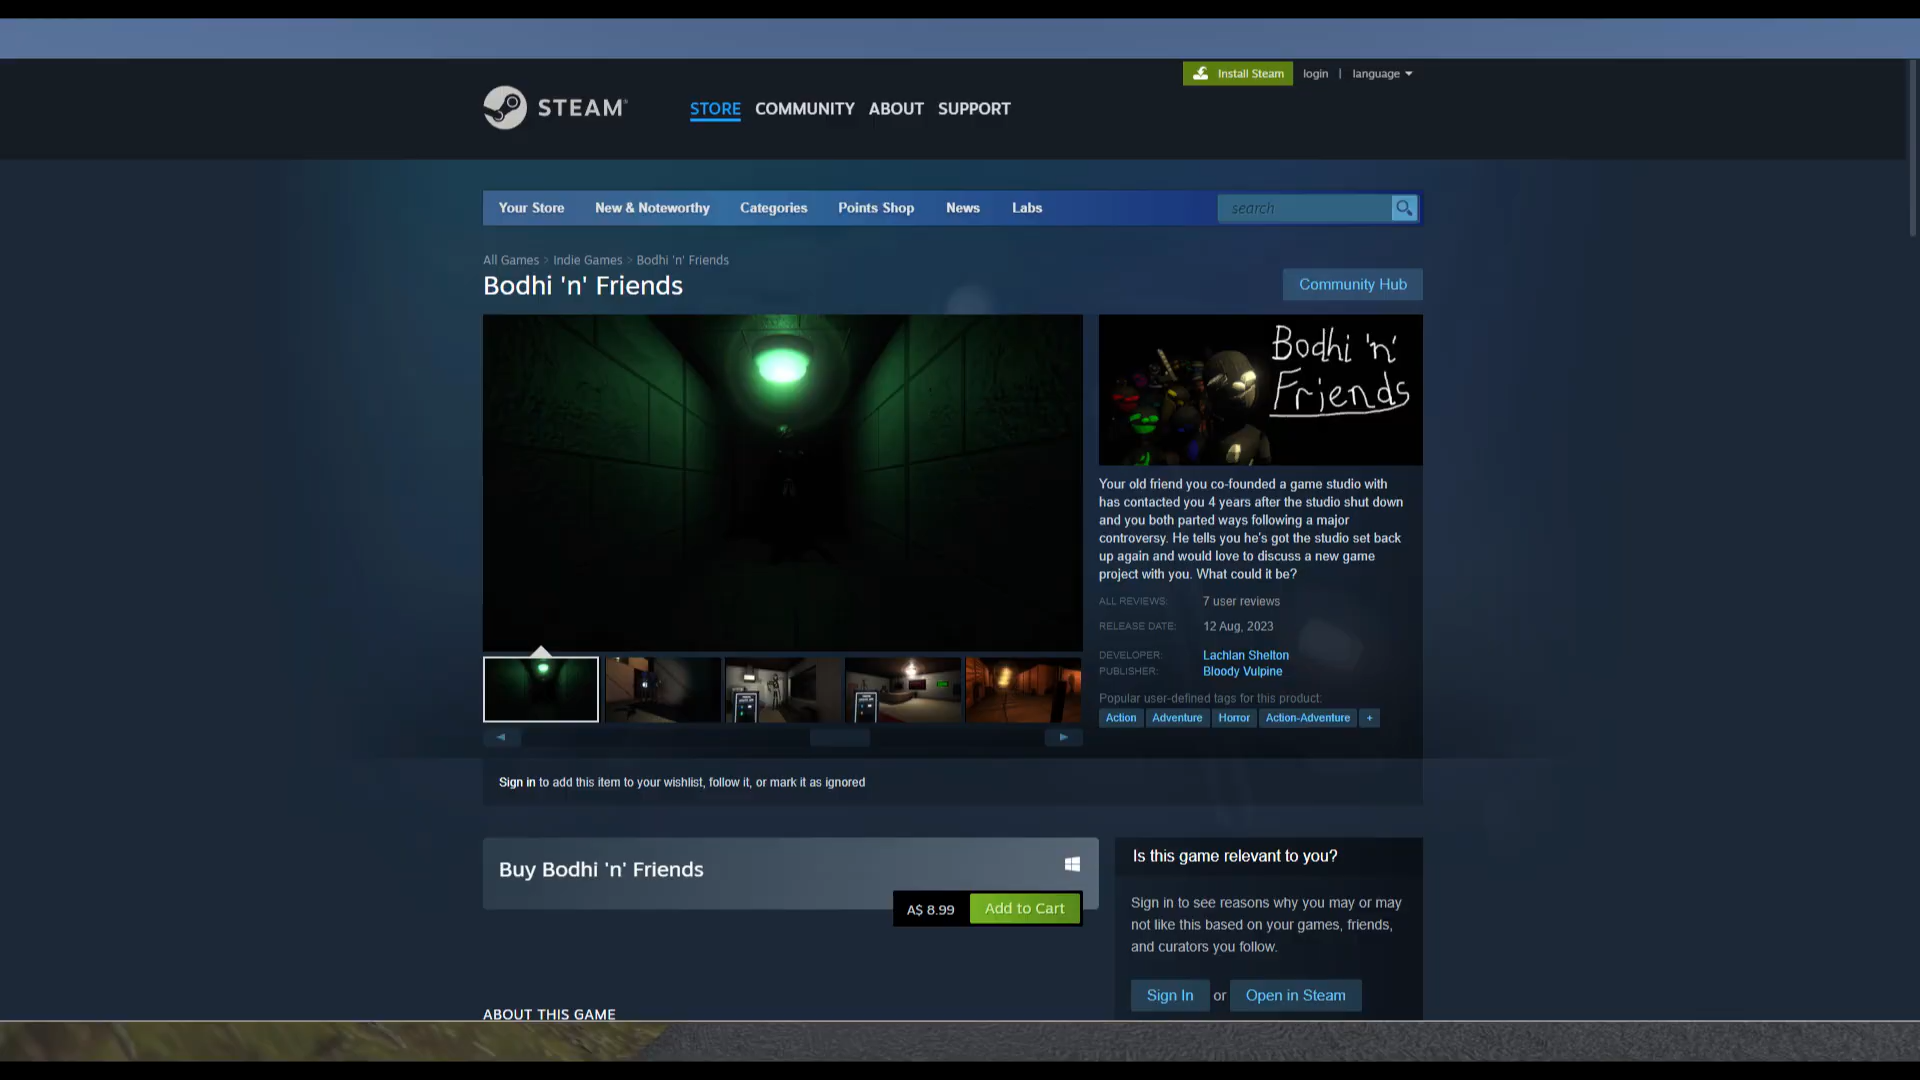 Install Steam
login | language
STEAM®
STORE COMMUNITY ABOUT SUPPORT
Your Store New & Noteworthy Categories Points Shop News Labs search
All Games > Indie Games > Bodhi 'n' Friends
Bodhi 'n' Friends
Community Hub
Bodhi 'n'
Friends
Your old friend you co-founded a game studio with
has contacted you 4 years after the studio shut down
and you both parted ways following a major
controversy. He tells you he's got the studio set back
up again and would love to discuss a new game
project with you. What could it be?
ALL REVIEWS: 7 user reviews
RELEASE DATE: 12 Aug, 2023
DEVELOPER: Lachlan Shelton
PUBLISHER: Bloody Vulpine
Popular user-defined tags for this product:
Action Adventure Horror Action-Adventure +
Sign in to add this item to your wishlist, follow it, or mark it as ignored
Buy Bodhi 'n' Friends
A$ 8.99 Add to Cart
Is this game relevant to you?
Sign in to see reasons why you may or may
not like this based on your games, friends,
and curators you follow.
Sign In or Open in Steam
ABOUT THIS GAME